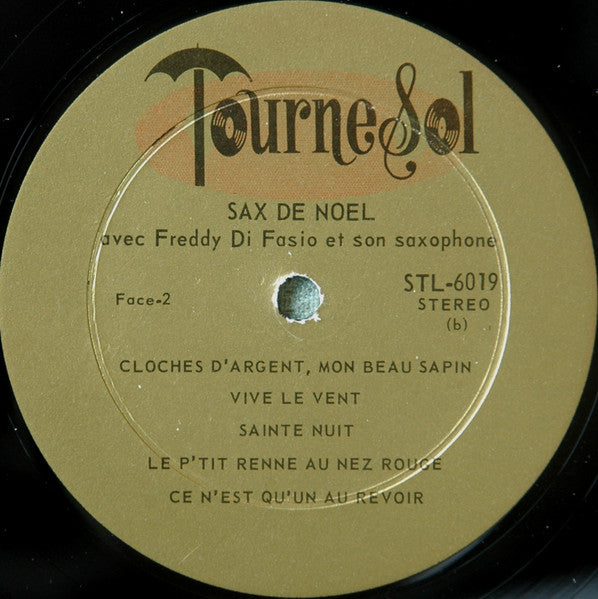 TourneSol
SAX DE NOEL
avec Freddy Di Fasio et son saxophone
STL-6019
Face-2
STEREO
(b)
CLOCHES D'ARGENT, MON BEAU SAPIN
VIVE LE VENT
SAINTE NUIT
LE P'TIT RENNE AU NEZ ROUGE
CE N'EST QU'UN AU REVOIR